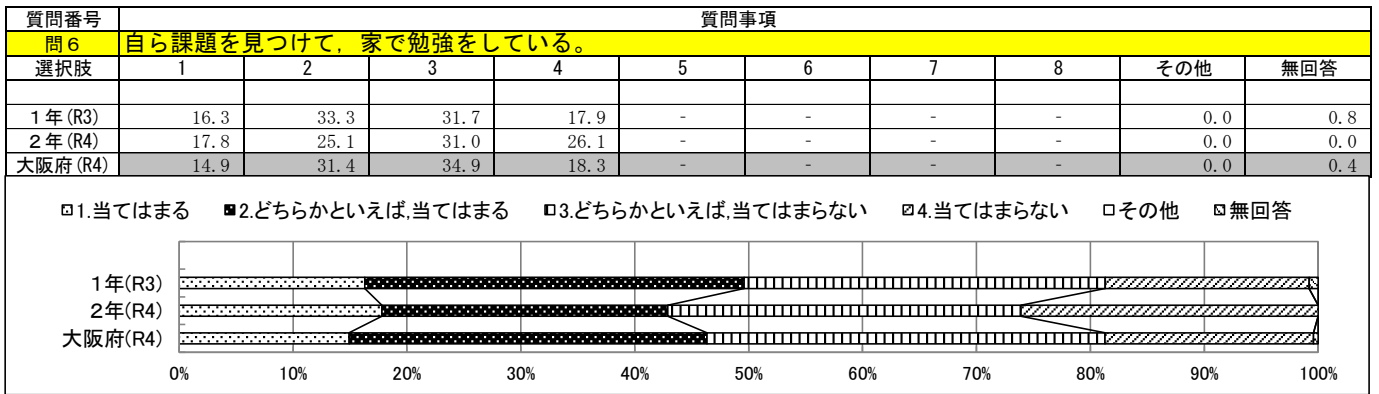 質問番号 質問事項
問６ 自ら課題を見つけて，家で勉強をしている。
選択肢 1 2 3 4 5 6 7 8 その他 無回答
１年(R3) 16.3 33.3 31.7 17.9 - - - - 0.0 0.8
２年(R4) 17.8 25.1 31.0 26.1 - - - - 0.0 0.0
大阪府(R4) 14.9 31.4 34.9 18.3 - - - - 0.0 0.4
1.当てはまる 2.どちらかといえば,当てはまる 3.どちらかといえば,当てはまらない 4.当てはまらない その他 無回答
１年(R3)
２年(R4)
大阪府(R4)
0% 10% 20% 30% 40% 50% 60% 70% 80% 90% 100%